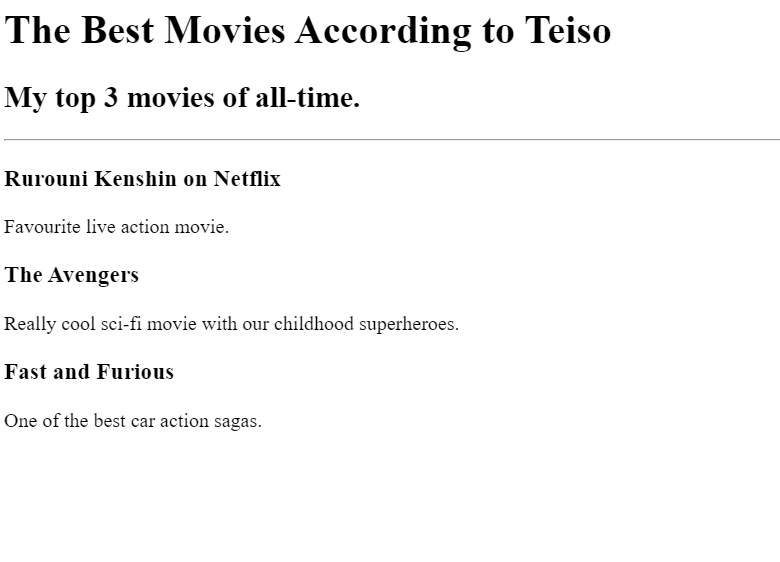 The Best Movies According to Teiso
My top 3 movies of all-time.
Rurouni Kenshin on Netflix
Favourite live action movie.
The Avengers
Really cool sci-fi movie with our childhood superheroes.
Fast and Furious
One of the best car action sagas.